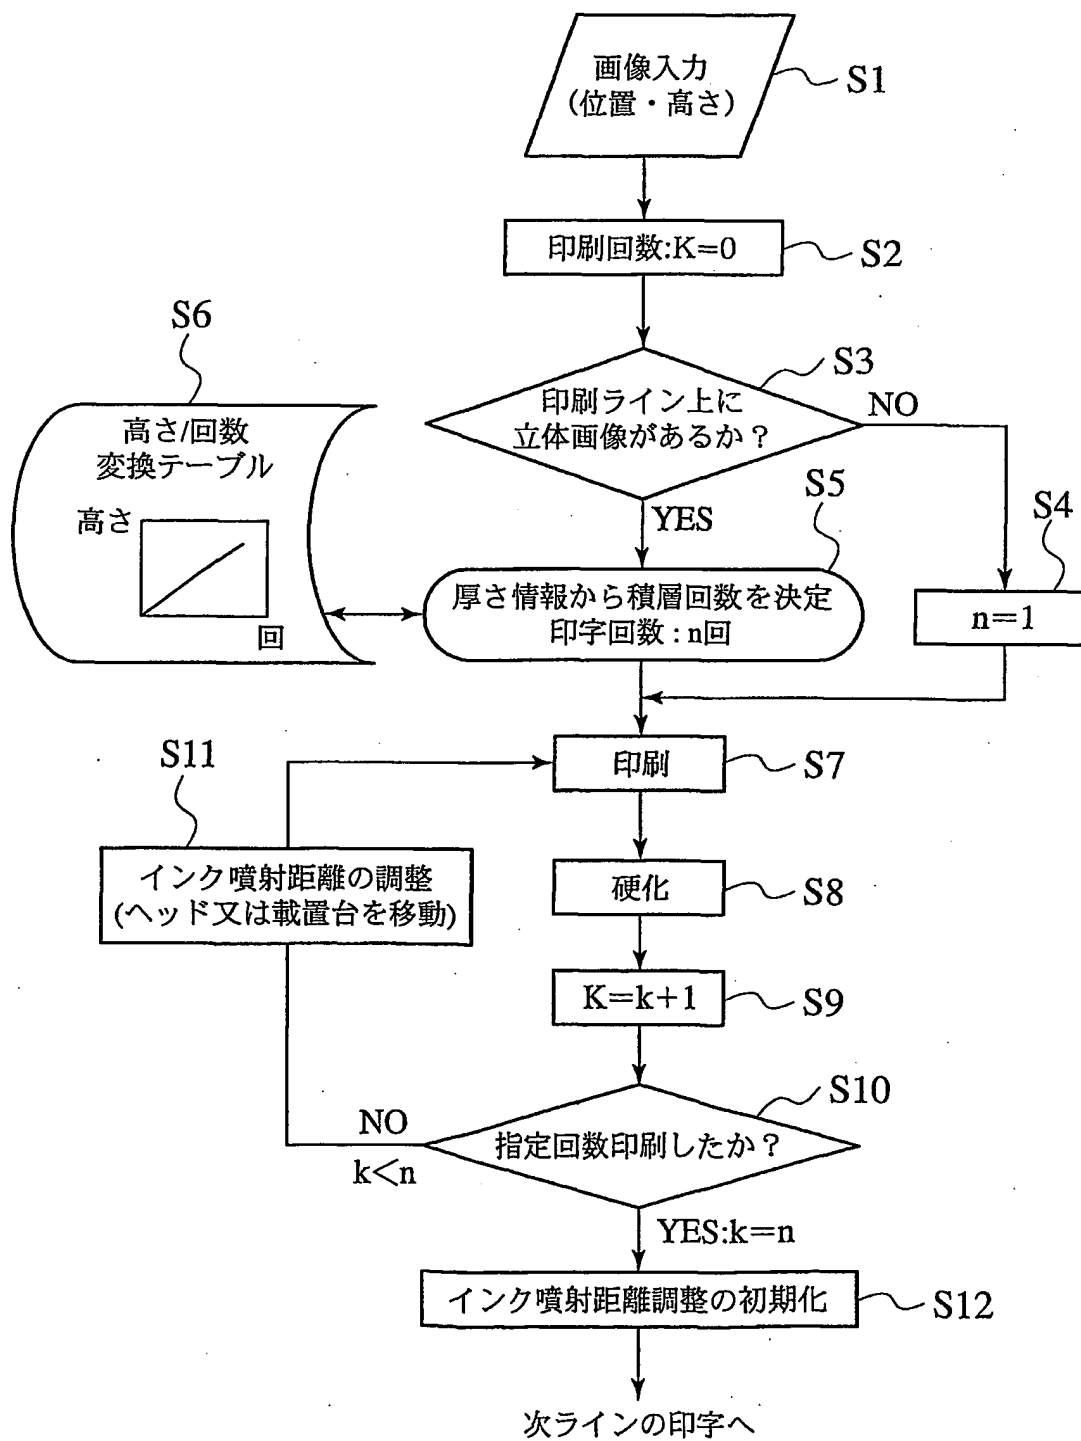 画像入力
(位置・高さ)
S1
印刷回数:K=0
S2
S6
S3
印刷ライン上に
立体画像があるか?
NO
高さ/回数
変換テーブル
高さ
回
YES
S5
S4
厚さ情報から積層回数を決定
印字回数:n回
n=1
S11
印刷
S7
インク噴射距離の調整
(ヘッド又は載置台を移動)
硬化
S8
K=k+1
S9
S10
NO
k<n
指定回数印刷したか?
YES:k=n
インク噴射距離調整の初期化
S12
次ラインの印字へ